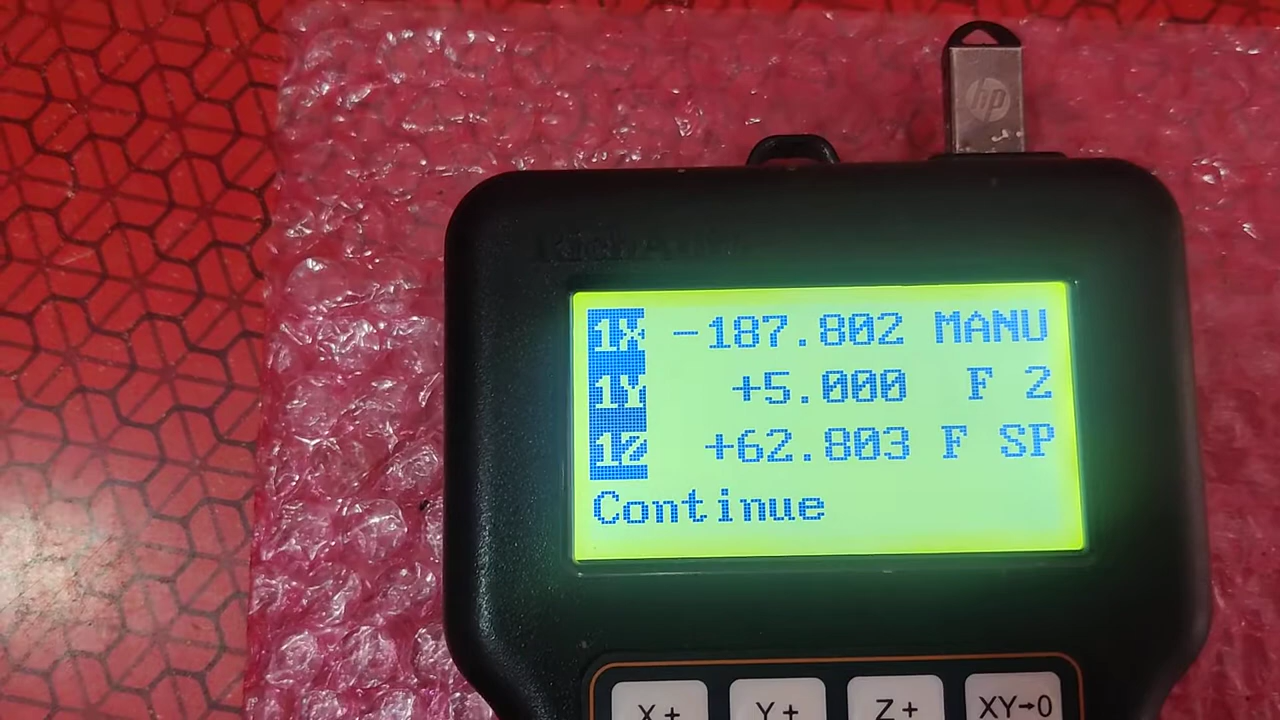 hp
1X -187.802 MANU
1Y +5.000 F 2
1Z +62.803 F SP
Continue
X+ Y+ Z+ XY→0